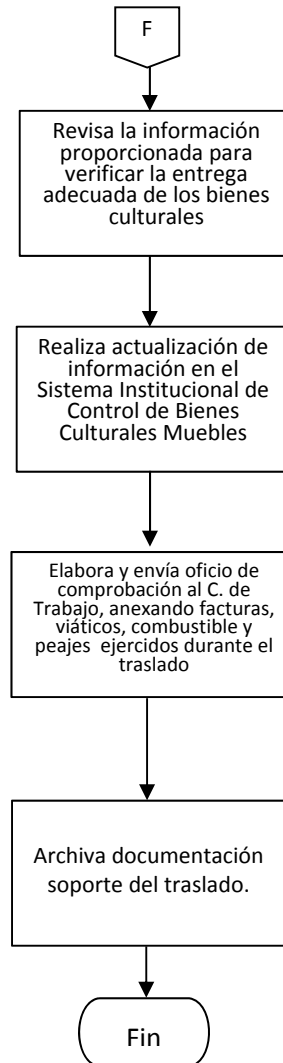 F
Revisa la información
proporcionada para
verificar la entrega
adecuada de los bienes
culturales
Realiza actualización de
información en el
Sistema Institucional de
Control de Bienes
Culturales Muebles
Elabora y envía oficio de
comprobación al C. de
Trabajo, anexando facturas,
viáticos, combustible y
peajes ejercidos durante el
traslado
Archiva documentación
soporte del traslado.
Fin